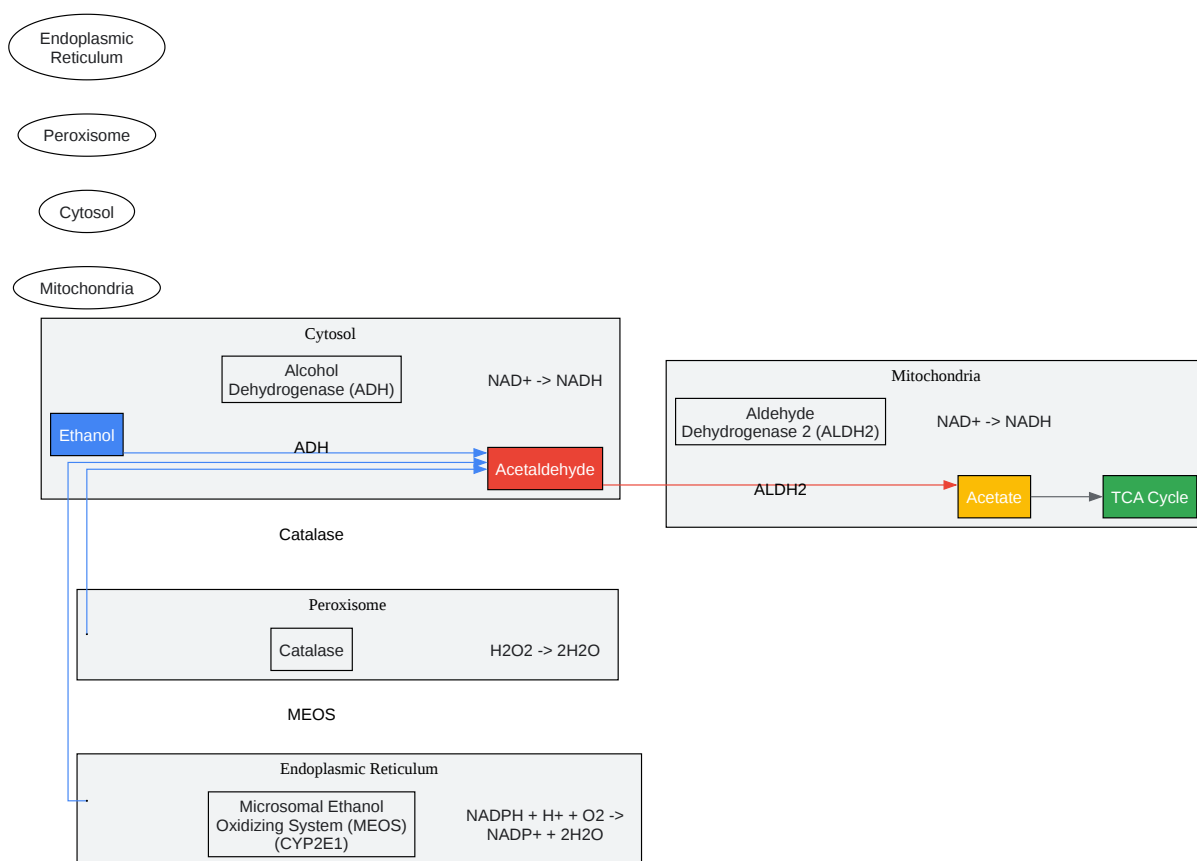 Endoplasmic
Reticulum
Peroxisome
Cytosol
Mitochondria
Cytosol
Alcohol
Dehydrogenase (ADH)
NAD+ -> NADH
Ethanol
ADH
Acetaldehyde
Mitochondria
Aldehyde
Dehydrogenase 2 (ALDH2)
NAD+ -> NADH
ALDH2
Acetate
TCA Cycle
Catalase
Peroxisome
Catalase
H2O2 -> 2H2O
MEOS
Endoplasmic Reticulum
Microsomal Ethanol
Oxidizing System (MEOS)
(CYP2E1)
NADPH + H+ + O2 ->
NADP+ + 2H2O